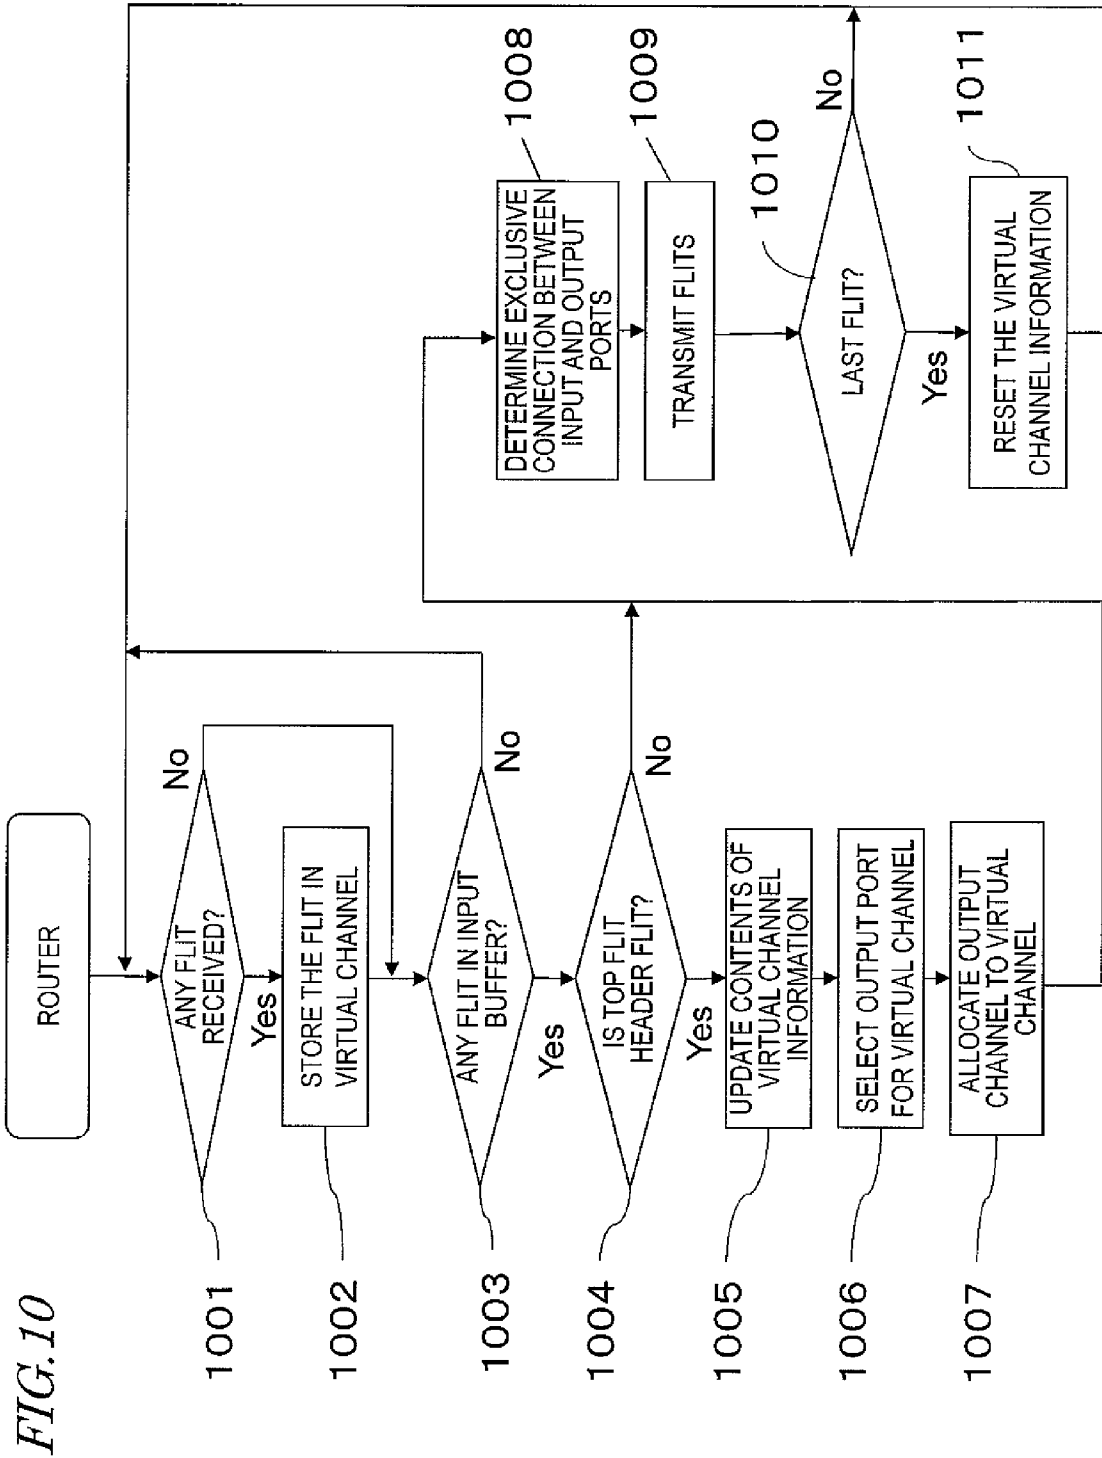 FIG.10
ROUTER
1001
ANY FLIT
RECEIVED?
No
Yes
1002
STORE THE FLIT IN
VIRTUAL CHANNEL
1003
ANY FLIT IN INPUT
BUFFER?
No
Yes
1004
IS TOP FLIT
HEADER FLIT?
No
Yes
1005
UPDATE CONTENTS OF
VIRTUAL CHANNEL
INFORMATION
1006
SELECT OUTPUT PORT
FOR VIRTUAL CHANNEL
1007
ALLOCATE OUTPUT
CHANNEL TO VIRTUAL
CHANNEL
1008
DETERMINE EXCLUSIVE
CONNECTION BETWEEN
INPUT AND OUTPUT
PORTS
1009
TRANSMIT FLITS
1010
LAST FLIT?
No
Yes
1011
RESET THE VIRTUAL
CHANNEL INFORMATION